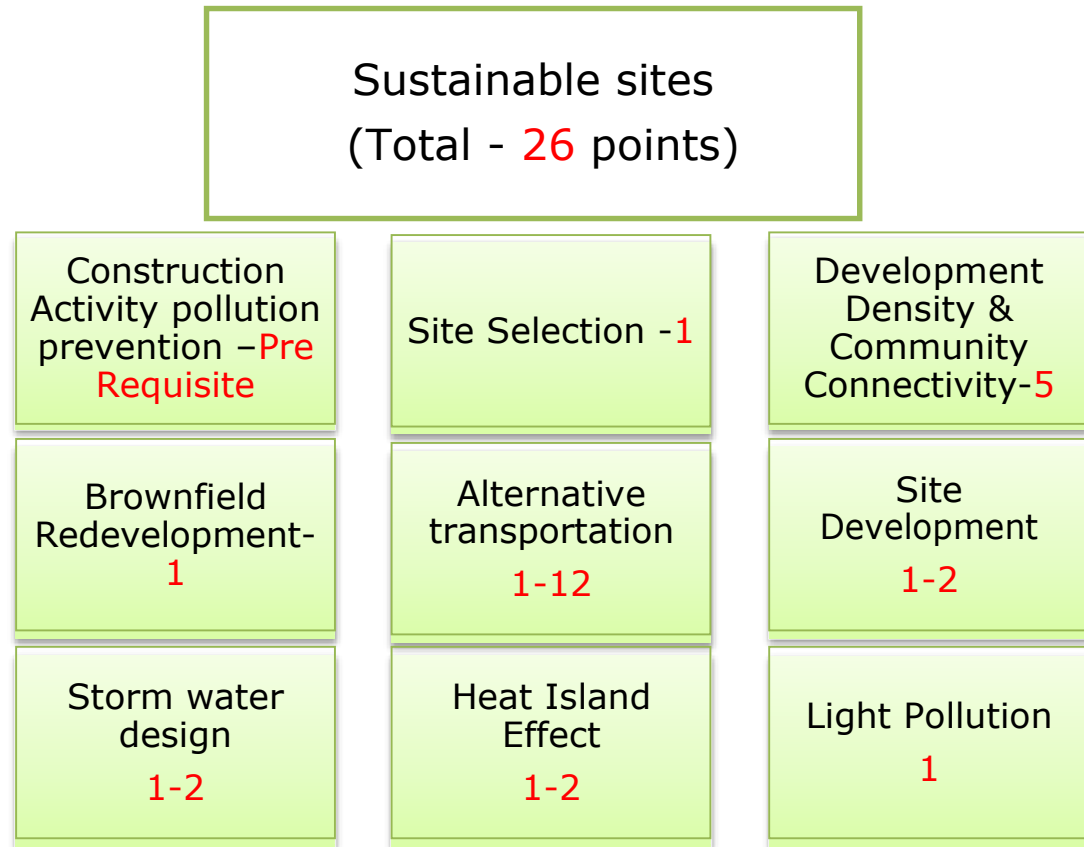 Sustainable sites
(Total - 26 points)
Construction
Activity pollution
prevention –Pre
Requisite
Site Selection -1
Development
Density &
Community
Connectivity-5
Brownfield
Redevelopment-
1
Alternative
transportation
1-12
Site
Development
1-2
Storm water
design
1-2
Heat Island
Effect
1-2
Light Pollution
1